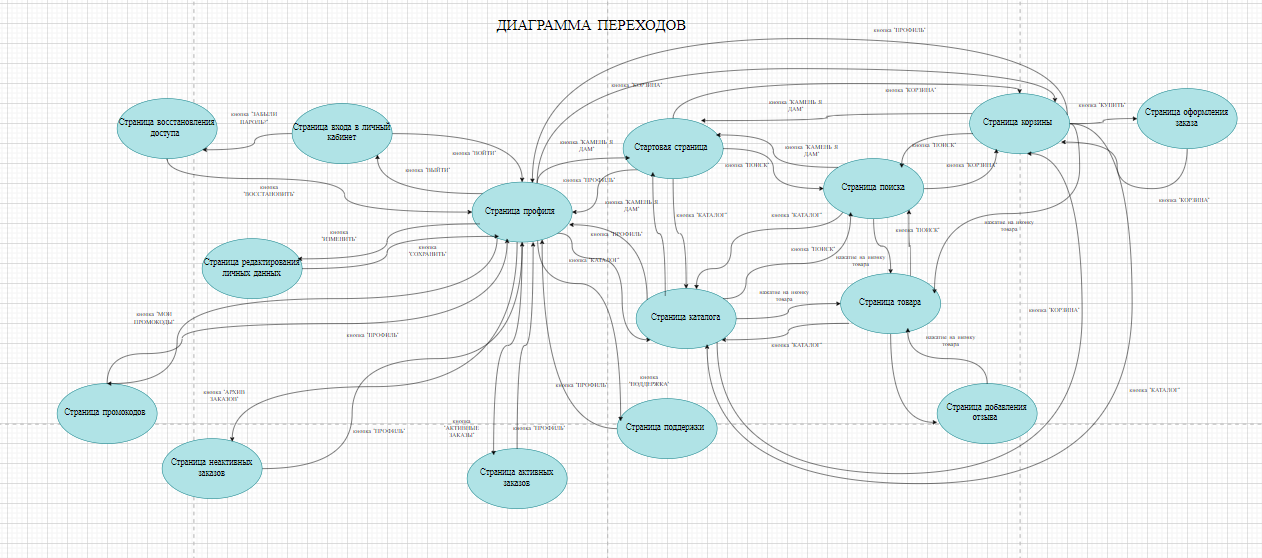 ДИАГРАММА ПЕРЕХОДОВ
кнопка "ПРОФИЛЬ"
кнопка "КОРЗИНА"
кнопка "КОРЗИНА"
кнопка "КАМЕНЬ Я
ДАМ"
кнопка "КУПИТЬ"
Страница восстановления
доступа
кнопка "ЗАБЫЛИ
ПАРОЛЬ?"
Страница входа в личный
кабинет
Страница корзины
Страница оформления
заказа
кнопка "ВОЙТИ"
кнопка "КАМЕНЬ Я
ДАМ"
Стартовая страница
кнопка "КАМЕНЬ Я
ДАМ"
кнопка "ПОИСК"
кнопка "ВЫЙТИ"
кнопка "ПОИСК"
кнопка "КОРЗИНА"
кнопка "ВОССТАНОВИТЬ"
кнопка "ПРОФИЛЬ"
Страница поиска
кнопка "КОРЗИНА"
Страница профиля
кнопка "КАМЕНЬ Я
ДАМ"
кнопка "КАТАЛОГ"
кнопка "КАТАЛОГ"
кнопка "ИЗМЕНИТЬ"
кнопка "ПРОФИЛЬ"
кнопка "ПОИСК"
нажатие на иконку
товара
кнопка "СОХРАНИТЬ"
кнопка "КАТАЛОГ"
кнопка "ПОИСК"
нажатие на иконку
товара
Страница редактирования
личных данных
нажатие на иконку
товара
Страница товара
кнопка "МОИ
ПРОМОКОДЫ"
Страница каталога
кнопка "КОРЗИНА"
кнопка "ПРОФИЛЬ"
кнопка "КАТАЛОГ"
нажатие на иконку
товара
кнопка "АРХИВ
ЗАКАЗОВ"
кнопка "ПРОФИЛЬ"
кнопка
"ПОДДЕРЖКА"
кнопка "КАТАЛОГ"
Страница промокодов
кнопка "ПРОФИЛЬ"
кнопка
"АКТИВНЫЕ
ЗАКАЗЫ"
кнопка "ПРОФИЛЬ"
Страница поддержки
Страница добавления
отзыва
Страница неактивных
заказов
Страница активных
заказов